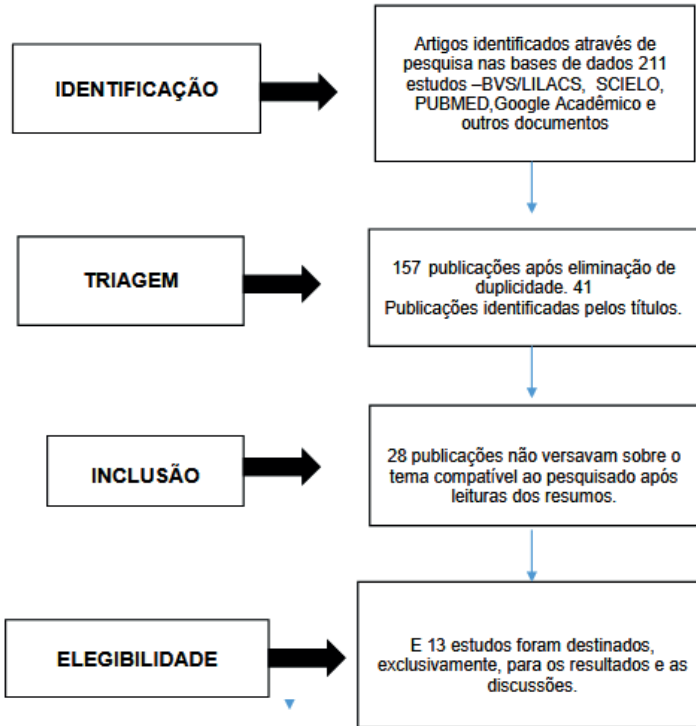 IDENTIFICAÇÃO
Artigos identificados através de
pesquisa nas bases de dados 211
estudos –BVS/LILACS, SCIELO,
PUBMED,Google Acadêmico e
outros documentos
TRIAGEM
157 publicações após eliminação de
duplicidade. 41
Publicações identificadas pelos títulos.
INCLUSÃO
28 publicações não versavam sobre o
tema compatível ao pesquisado após
leituras dos resumos.
ELEGIBILIDADE
E 13 estudos foram destinados,
exclusivamente, para os resultados e as
discussões.